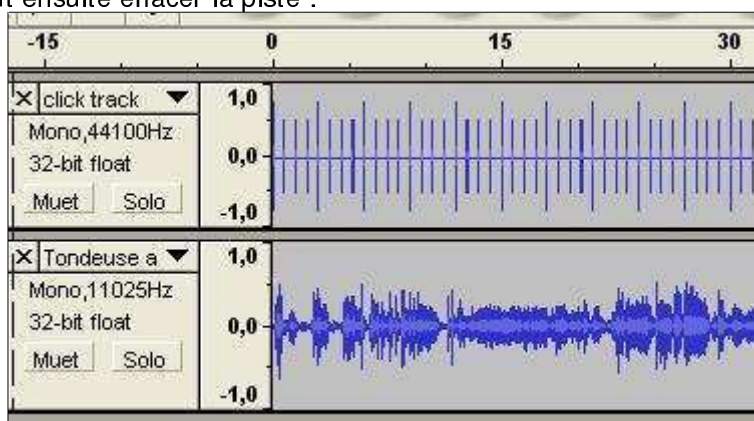 ensuite effacer la piste :
-15 0 15 30
click track
Mono,44100Hz
32-bit float
Muet Solo
1,0
0,0
-1,0
Tondeuse à
Mono,11025Hz
32-bit float
Muet Solo
1,0
0,0
-1,0